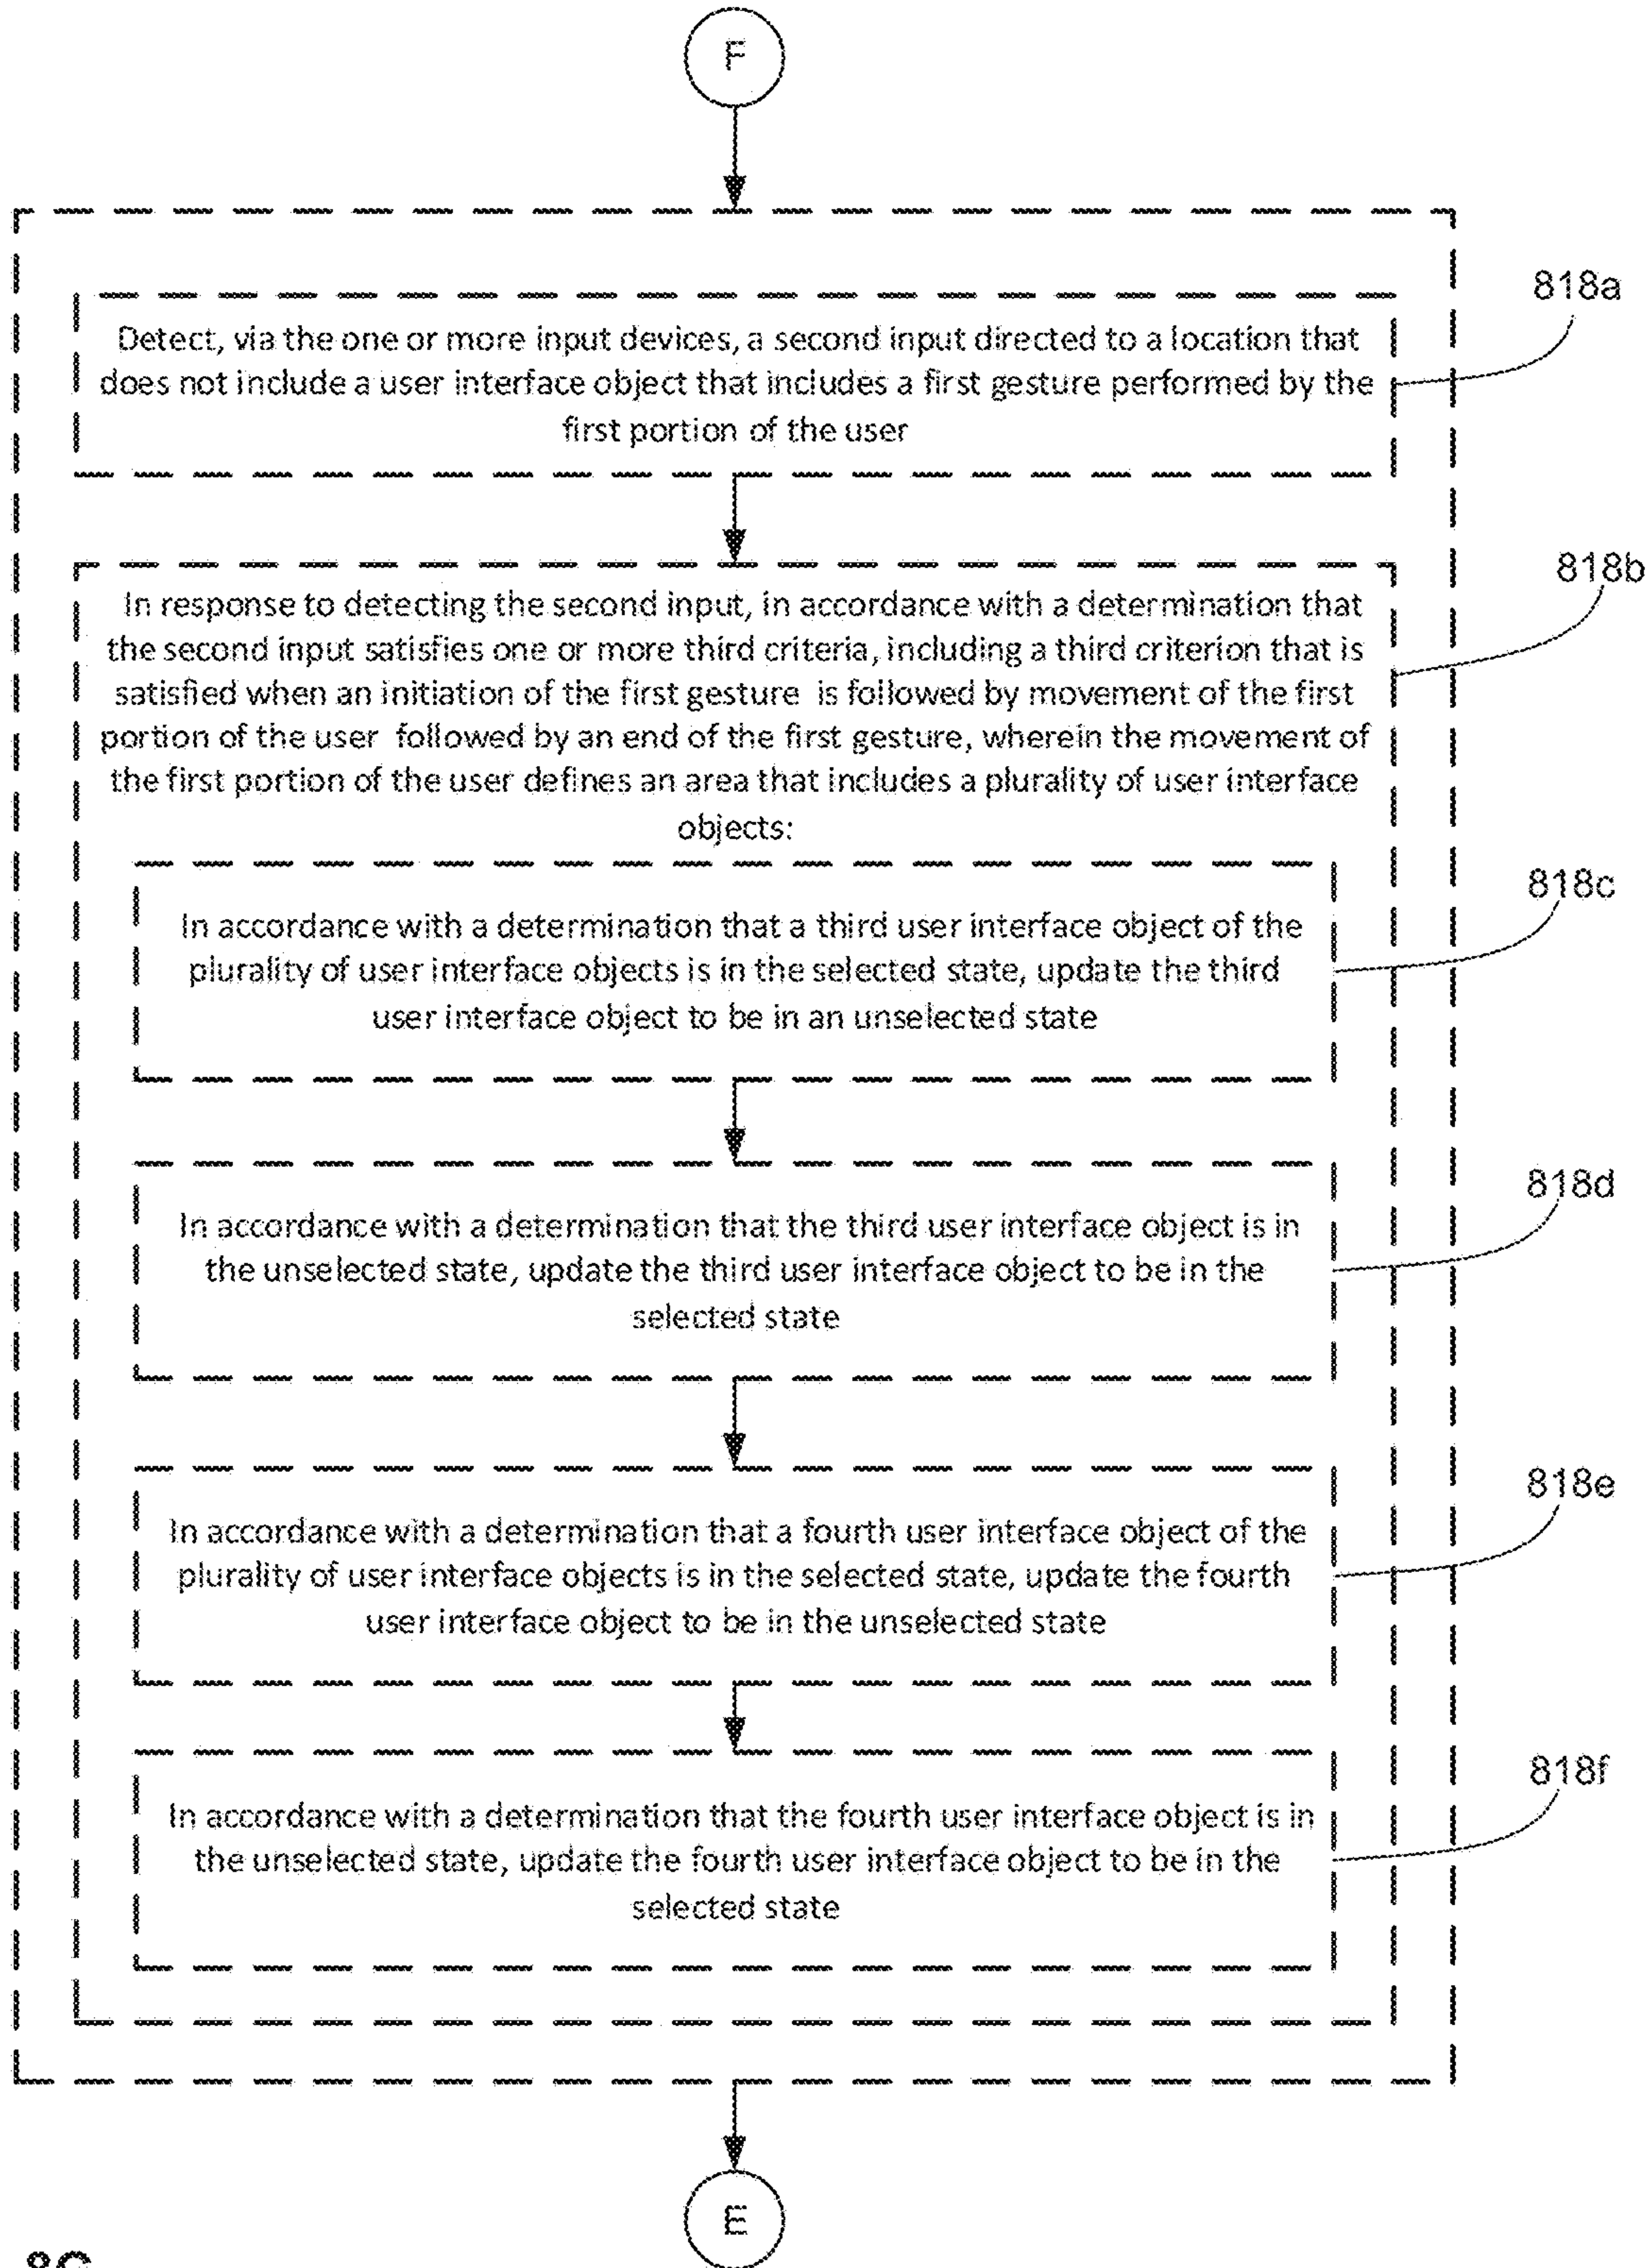 F
818a
Detect, via the one or more input devices, a second input directed to a location that
does not include a user interface object that includes a first gesture performed by the
first portion of the user
818b
In response to detecting the second input, in accordance with a determination that
the second input satisfies one or more third criteria, including a third criterion that is
satisfied when an initiation of the first gesture is followed by movement of the first
portion of the user followed by an end of the first gesture, wherein the movement of
the first portion of the user defines an area that includes a plurality of user interface
objects:
818c
In accordance with a determination that a third user interface object of the
plurality of user interface objects is in the selected state, update the third
user interface object to be in an unselected state
818d
In accordance with a determination that the third user interface object is in
the unselected state, update the third user interface object to be in the
selected state
818e
In accordance with a determination that a fourth user interface object of the
plurality of user interface objects is in the selected state, update the fourth
user interface object to be in the unselected state
818f
In accordance with a determination that the fourth user interface object is in
the unselected state, update the fourth user interface object to be in the
selected state
E